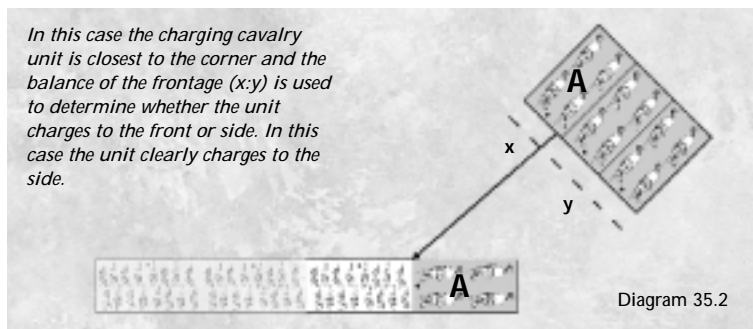 In this case the charging cavalry
unit is closest to the corner and the
balance of the frontage (x:y) is used
to determine whether the unit
charges to the front or side. In this
case the unit clearly charges to the
side.
A
x
y
A
Diagram 35.2